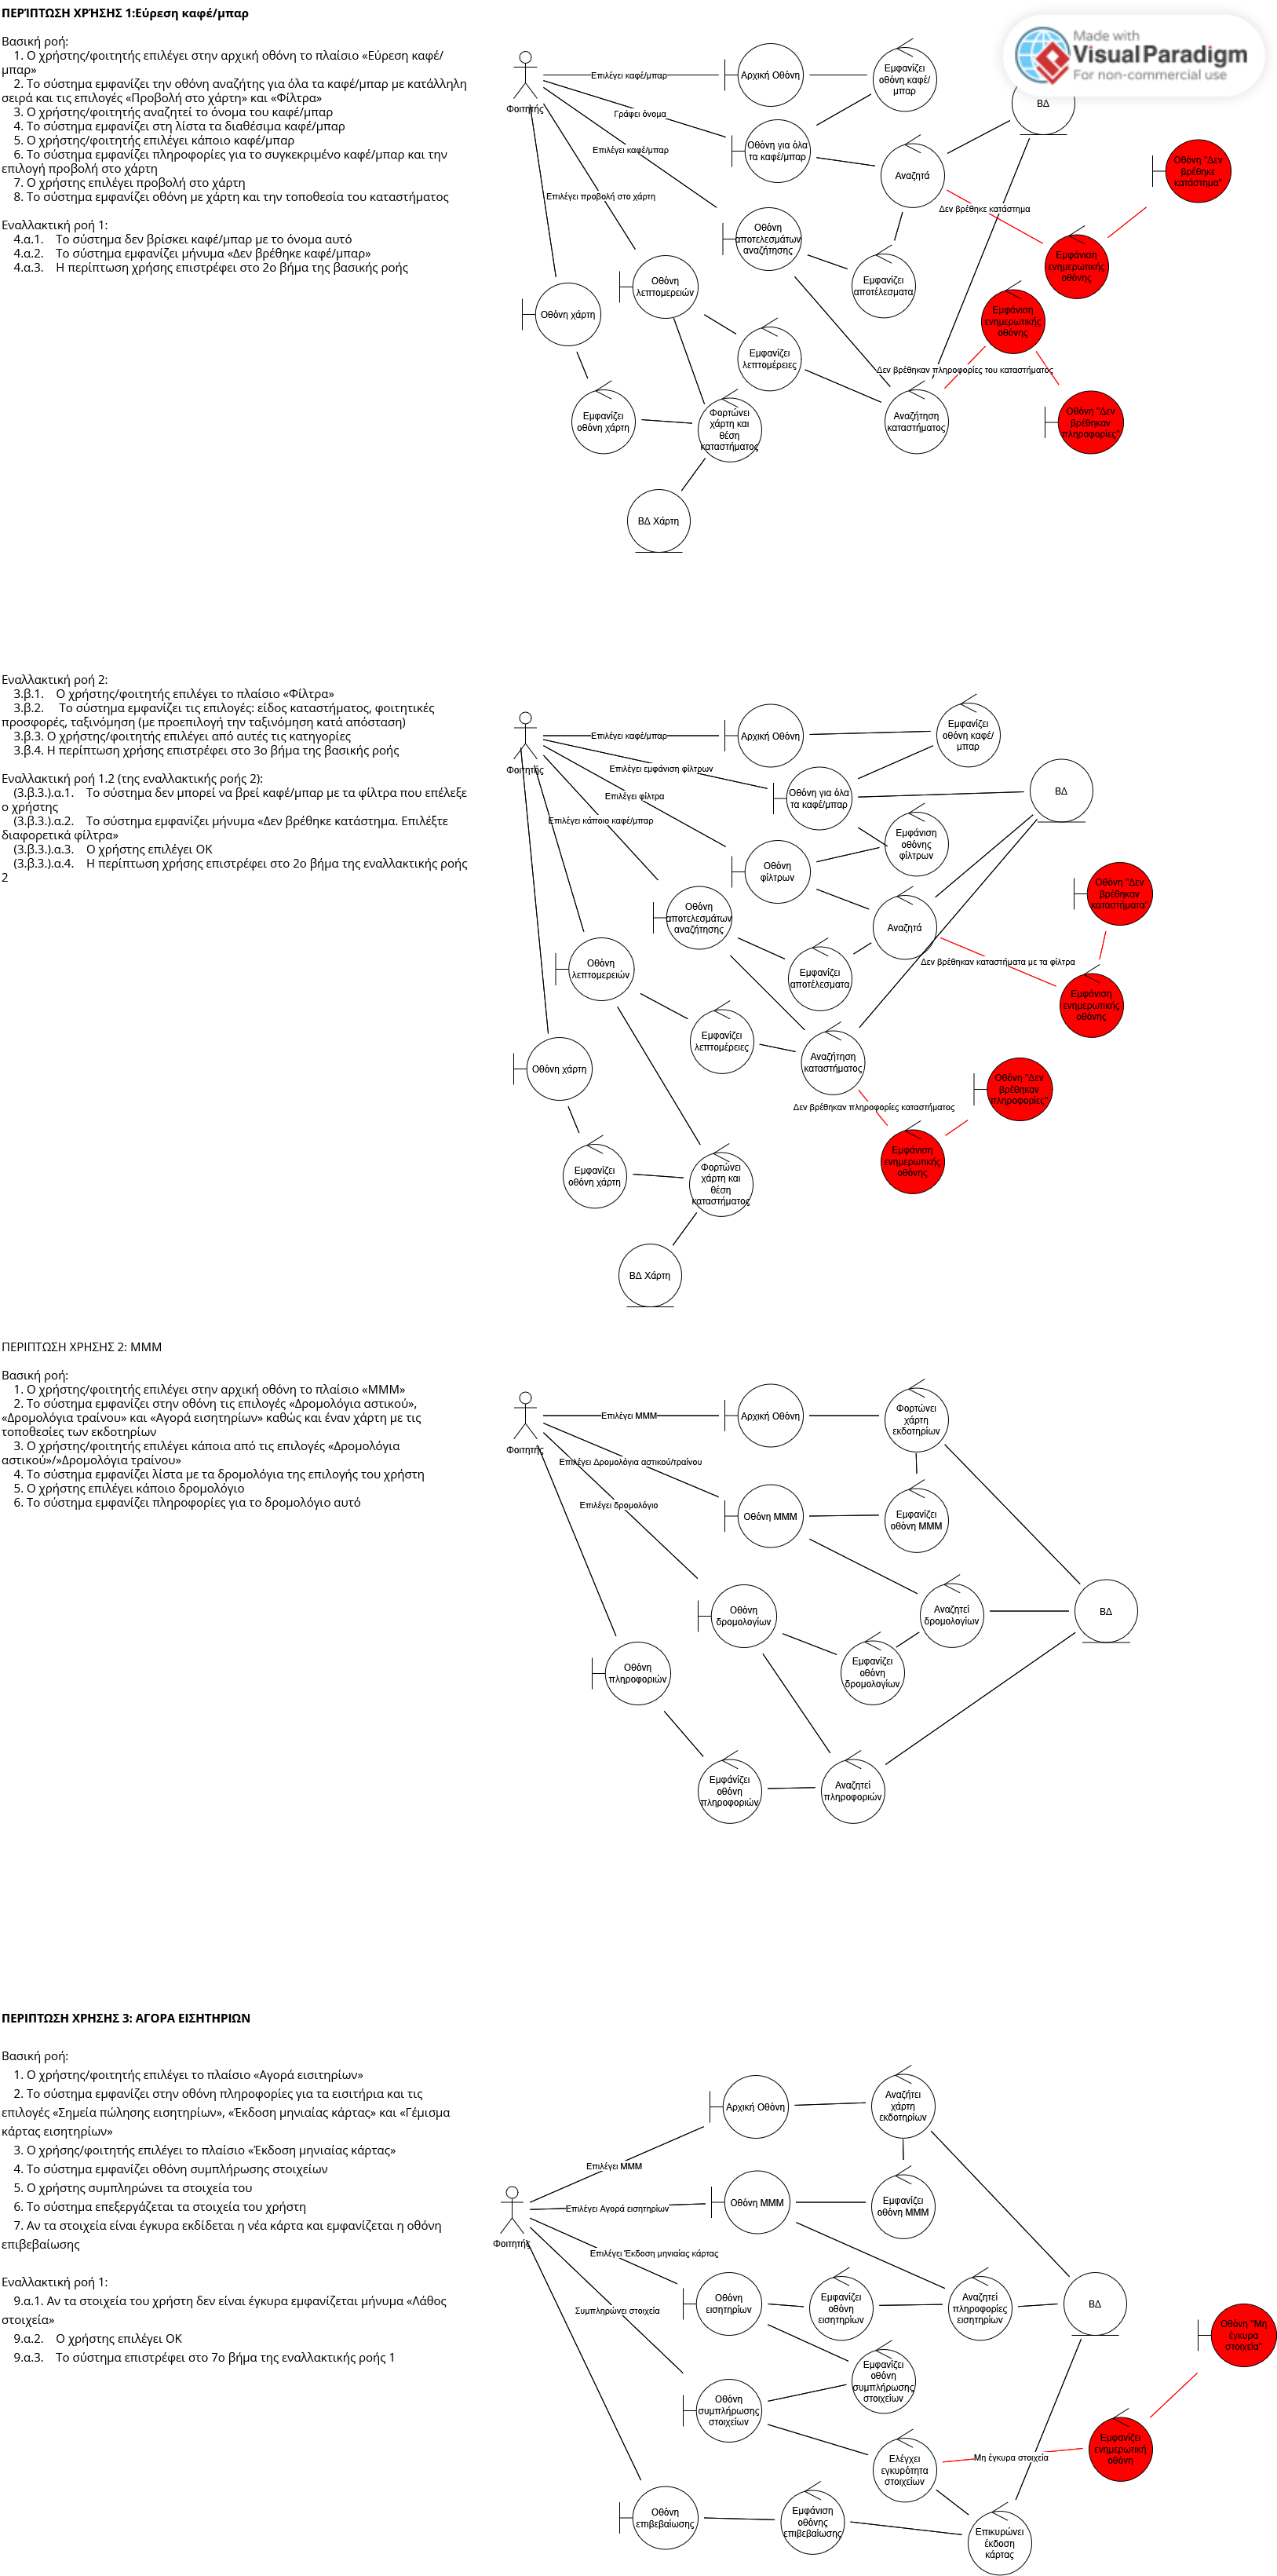 ΠΕΡΊΠΤΩΣΗ ΧΡΉΣΗΣ 1:Εύρεση καφέ/μπαρ
Βασική ροή:
1. Ο χρήστης/φοιτητής επιλέγει στην αρχική οθόνη το πλαίσιο «Εύρεση καφέ/
μπαρ»
2. Το σύστημα εμφανίζει την οθόνη αναζήτης για όλα τα καφέ/μπαρ με κατάλληλη
σειρά και τις επιλογές «Προβολή στο χάρτη» και «Φίλτρα»
3. Ο χρήστης/φοιτητής αναζητεί το όνομα του καφέ/μπαρ
4. Το σύστημα εμφανίζει στη λίστα τα διαθέσιμα καφέ/μπαρ
5. Ο χρήστης/φοιτητής επιλέγει κάποιο καφέ/μπαρ
6. Το σύστημα εμφανίζει πληροφορίες για το συγκεκριμένο καφέ/μπαρ και την
επιλογή προβολή στο χάρτη
7. Ο χρήστης επιλέγει προβολή στο χάρτη
8. Το σύστημα εμφανίζει οθόνη με χάρτη και την τοποθεσία του καταστήματος
Εναλλακτική ροή 1:
4.α.1. Το σύστημα δεν βρίσκει καφέ/μπαρ με το όνομα αυτό
4.α.2. Το σύστημα εμφανίζει μήνυμα «Δεν βρέθηκε καφέ/μπαρ»
4.α.3. Η περίπτωση χρήσης επιστρέφει στο 2ο βήμα της βασικής ροής
Made with
Visual Paradigm
For non-commercial use
Φοιτητής
Επιλέγει καφέ/μπαρ
Γράφει όνομα
Επιλέγει καφέ/μπαρ
Επιλέγει προβολή στο χάρτη
Αρχική Οθόνη
Εμφανίζει
οθόνη καφέ/
μπαρ
ΒΔ
Οθόνη για όλα
τα καφέ/μπαρ
Αναζητά
Οθόνη "Δεν
βρέθηκε
κατάστημα"
Δεν βρέθηκε κατάστημα
Οθόνη
αποτελεσμάτων
αναζήτησης
Εμφάνιση
ενημερωτικής
οθόνης
Οθόνη
λεπτομερειών
Εμφανίζει
αποτέλεσματα
Οθόνη χάρτη
Εμφάνιση
ενημερωτικής
οθόνης
Εμφανίζει
λεπτομέρειες
Δεν βρέθηκαν πληροφορίες του καταστήματος
Εμφανίζει
οθόνη χάρτη
Φορτώνει
χάρτη και
θέση
καταστήματος
Αναζήτηση
καταστήματος
Οθόνη "Δεν
βρέθηκαν
πληροφορίες"
ΒΔ Χάρτη
Εναλλακτική ροή 2:
3.β.1. Ο χρήστης/φοιτητής επιλέγει το πλαίσιο «Φίλτρα»
3.β.2. Το σύστημα εμφανίζει τις επιλογές: είδος καταστήματος, φοιτητικές
προσφορές, ταξινόμηση (με προεπιλογή την ταξινόμηση κατά απόσταση)
3.β.3. Ο χρήστης/φοιτητής επιλέγει από αυτές τις κατηγορίες
3.β.4. Η περίπτωση χρήσης επιστρέφει στο 3ο βήμα της βασικής ροής
Εναλλακτική ροή 1.2 (της εναλλακτικής ροής 2):
(3.β.3.).α.1. Το σύστημα δεν μπορεί να βρεί καφέ/μπαρ με τα φίλτρα που επέλεξε
ο χρήστης
(3.β.3.).α.2. Το σύστημα εμφανίζει μήνυμα «Δεν βρέθηκε κατάστημα. Επιλέξτε
διαφορετικά φίλτρα»
(3.β.3.).α.3. Ο χρήστης επιλέγει ΟΚ
(3.β.3.).α.4. Η περίπτωση χρήσης επιστρέφει στο 2ο βήμα της εναλλακτικής ροής
2
Φοιτητής
Επιλέγει καφέ/μπαρ
Επιλέγει εμφάνιση φίλτρων
Επιλέγει φίλτρα
Επιλέγει κάποιο καφέ/μπαρ
Αρχική Οθόνη
Εμφανίζει
οθόνη καφέ/
μπαρ
Οθόνη για όλα
τα καφέ/μπαρ
ΒΔ
Εμφάνιση
οθόνης
φίλτρων
Οθόνη
φίλτρων
Οθόνη "Δεν
βρέθηκαν
καταστήματα"
Οθόνη
αποτελεσμάτων
αναζήτησης
Αναζητά
Δεν βρέθηκαν καταστήματα με τα φίλτρα
Οθόνη
λεπτομερειών
Εμφανίζει
αποτέλεσματα
Εμφάνιση
ενημερωτικής
οθόνης
Εμφανίζει
λεπτομέρειες
Αναζήτηση
καταστήματος
Οθόνη χάρτη
Οθόνη "Δεν
βρέθηκαν
πληροφορίες"
Δεν βρέθηκαν πληροφορίες καταστήματος
Εμφάνιση
ενημερωτικής
οθόνης
Εμφανίζει
οθόνη χάρτη
Φορτώνει
χάρτη και
θέση
καταστήματος
ΒΔ Χάρτη
ΠΕΡΙΠΤΩΣΗ ΧΡΗΣΗΣ 2: ΜΜΜ
Βασική ροή:
1. Ο χρήστης/φοιτητής επιλέγει στην αρχική οθόνη το πλαίσιο «ΜΜΜ»
2. Το σύστημα εμφανίζει στην οθόνη τις επιλογές «Δρομολόγια αστικού»,
«Δρομολόγια τραίνου» και «Αγορά εισητηρίων» καθώς και έναν χάρτη με τις
τοποθεσίες των εκδοτηρίων
3. Ο χρήστης/φοιτητής επιλέγει κάποια από τις επιλογές «Δρομολόγια
αστικού»/»Δρομολόγια τραίνου»
4. Το σύστημα εμφανίζει λίστα με τα δρομολόγια της επιλογής του χρήστη
5. Ο χρήστης επιλέγει κάποιο δρομολόγιο
6. Το σύστημα εμφανίζει πληροφορίες για το δρομολόγιο αυτό
Φοιτητής
Επιλέγει ΜΜΜ
Επιλέγει Δρομολόγια αστικού/τραίνου
Επιλέγει δρομολόγιο
Αρχική Οθόνη
Φορτώνει
χάρτη
εκδοτηρίων
Οθόνη ΜΜΜ
Εμφανίζει
οθόνη ΜΜΜ
Οθόνη
δρομολογίων
Αναζητεί
δρομολογίων
ΒΔ
Οθόνη
πληροφοριών
Εμφανίζει
οθόνη
δρομολογίων
Εμφάνίζει
οθόνη
πληροφοριών
Αναζητεί
πληροφοριών
ΠΕΡΙΠΤΩΣΗ ΧΡΗΣΗΣ 3: ΑΓΟΡΑ ΕΙΣΗΤΗΡΙΩΝ
Βασική ροή:
1. Ο χρήστης/φοιτητής επιλέγει το πλαίσιο «Αγορά εισιτηρίων»
2. Το σύστημα εμφανίζει στην οθόνη πληροφορίες για τα εισιτήρια και τις
επιλογές «Σημεία πώλησης εισητηρίων», «Έκδοση μηνιαίας κάρτας» και «Γέμισμα
κάρτας εισητηρίων»
3. Ο χρήσης/φοιτητής επιλέγει το πλαίσιο «Έκδοση μηνιαίας κάρτας»
4. Το σύστημα εμφανίζει οθόνη συμπλήρωσης στοιχείων
5. Ο χρήστης συμπληρώνει τα στοιχεία του
6. Το σύστημα επεξεργάζεται τα στοιχεία του χρήστη
7. Αν τα στοιχεία είναι έγκυρα εκδίδεται η νέα κάρτα και εμφανίζεται η οθόνη
επιβεβαίωσης
Εναλλακτική ροή 1:
9.α.1. Αν τα στοιχεία του χρήστη δεν είναι έγκυρα εμφανίζεται μήνυμα «Λάθος
στοιχεία»
9.α.2. Ο χρήστης επιλέγει ΟΚ
9.α.3. Το σύστημα επιστρέφει στο 7ο βήμα της εναλλακτικής ροής 1
Φοιτητής
Επιλέγει ΜΜΜ
Επιλέγει Αγορά εισητηρίων
Επιλέγει Έκδοση μηνιαίας κάρτας
Συμπληρώνει στοιχεία
Αρχική Οθόνη
Αναζήτει
χάρτη
εκδοτηρίων
Οθόνη ΜΜΜ
Εμφανίζει
οθόνη ΜΜΜ
Οθόνη
εισητηρίων
Εμφανίζει
οθόνη
εισητηρίων
Αναζητεί
πληροφορίες
εισητηρίων
ΒΔ
Οθόνη "Μη
έγκυρα
στοιχεία"
Εμφανίζει
οθόνη
συμπλήρωσης
στοιχείων
Οθόνη
συμπλήρωσης
στοιχείων
Ελέγχει
εγκυρότητα
στοιχείων
Μη έγκυρα στοιχεία
Εμφανίζει
ενημερωτική
οθόνη
Οθόνη
επιβεβαίωσης
Εμφάνιση
οθόνης
επιβεβαίωσης
Επικυρώνει
έκδοση
κάρτας